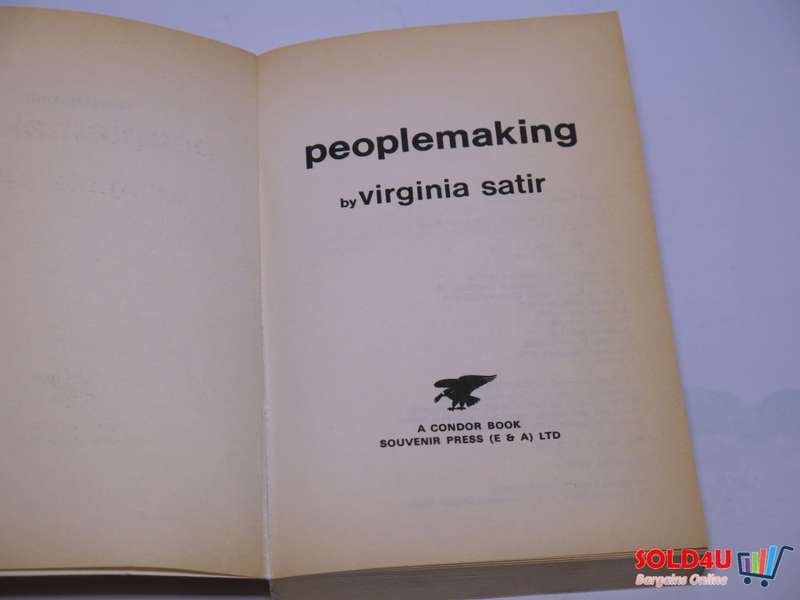 peoplemaking
by virginia satir
A CONDOR BOOK
SOUVENIR PRESS (E & A) LTD
SOLD4U
Bargains Online